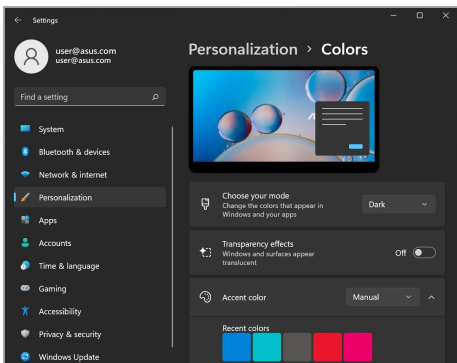 Settings
user@asus.com
user@asus.com
Find a setting
System
Bluetooth & devices
Network & internet
Personalization
Apps
Accounts
Time & language
Gaming
Accessibility
Privacy & security
Windows Update
Personalization > Colors
Choose your mode
Change the colors that appear in
Windows and your apps
Dark
Transparency effects
Windows and surfaces appear
translucent
Off
Accent color
Manual
Recent colors